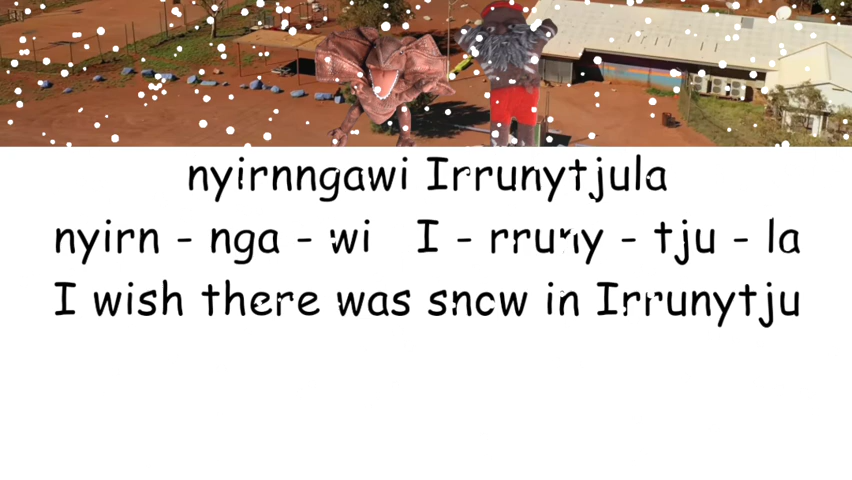 nyirnngawi Irrunytjula
nyirn - nga - wi I - rruny - tju - la
I wish there was snow in Irrunytju